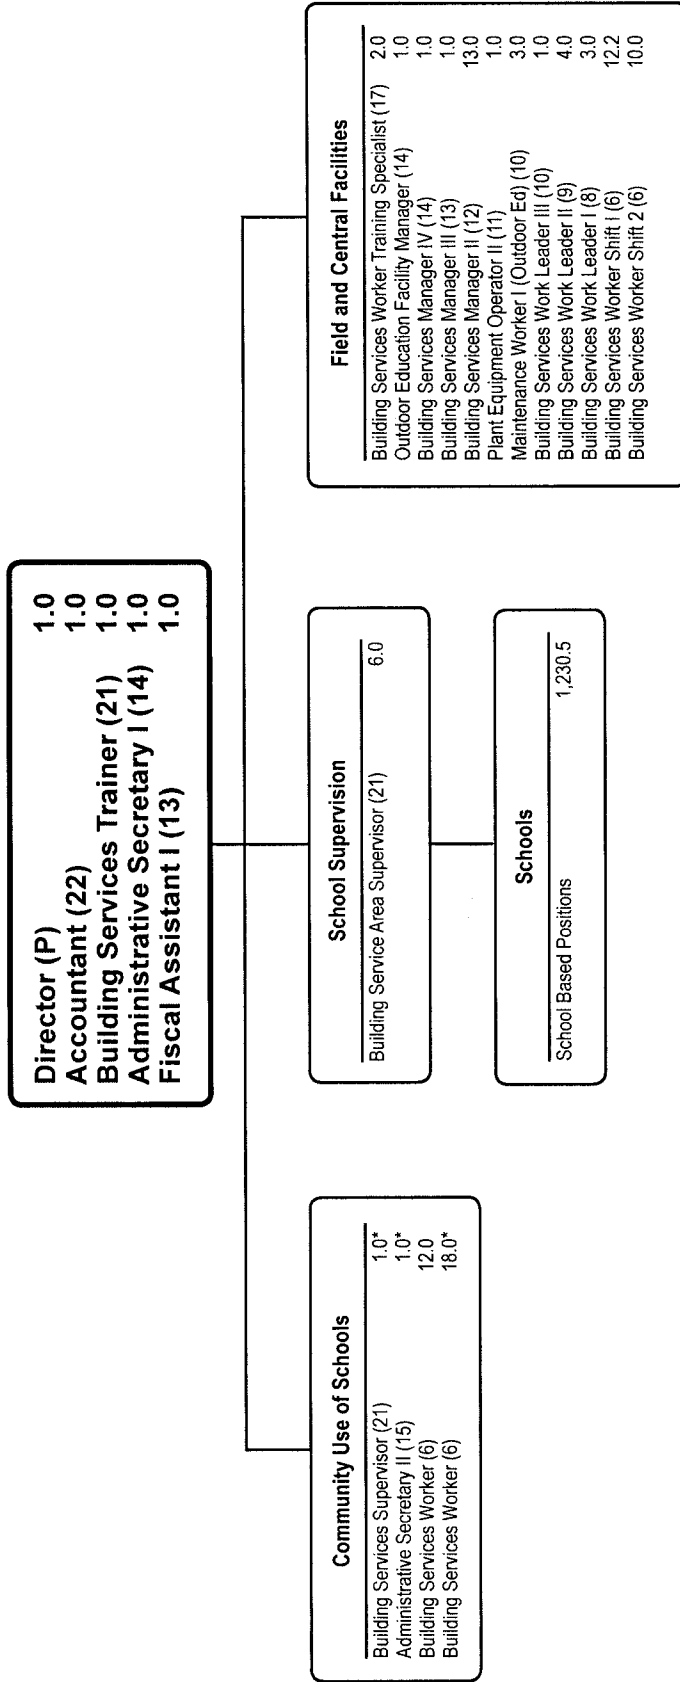 Director (P) 1.0
Accountant (22) 1.0
Building Services Trainer (21) 1.0
Administrative Secretary I (14) 1.0
Fiscal Assistant I (13) 1.0
Community Use of Schools
Building Services Supervisor (21) 1.0*
Administrative Secretary II (15) 1.0*
Building Services Worker (6) 12.0
Building Services Worker (6) 18.0*
School Supervision
Building Service Area Supervisor (21) 6.0
Schools
School Based Positions 1,230.5
Field and Central Facilities
Building Services Worker Training Specialist (17) 2.0
Outdoor Education Facility Manager (14) 1.0
Building Services Manager IV (14) 1.0
Building Services Manager III (13) 1.0
Building Services Manager II (12) 13.0
Plant Equipment Operator II (11) 1.0
Maintenance Worker I (Outdoor Ed) (10) 3.0
Building Services Work Leader III (10) 1.0
Building Services Work Leader II (9) 4.0
Building Services Work Leader I (8) 3.0
Building Services Worker Shift I (6) 12.2
Building Services Worker Shift 2 (6) 10.0